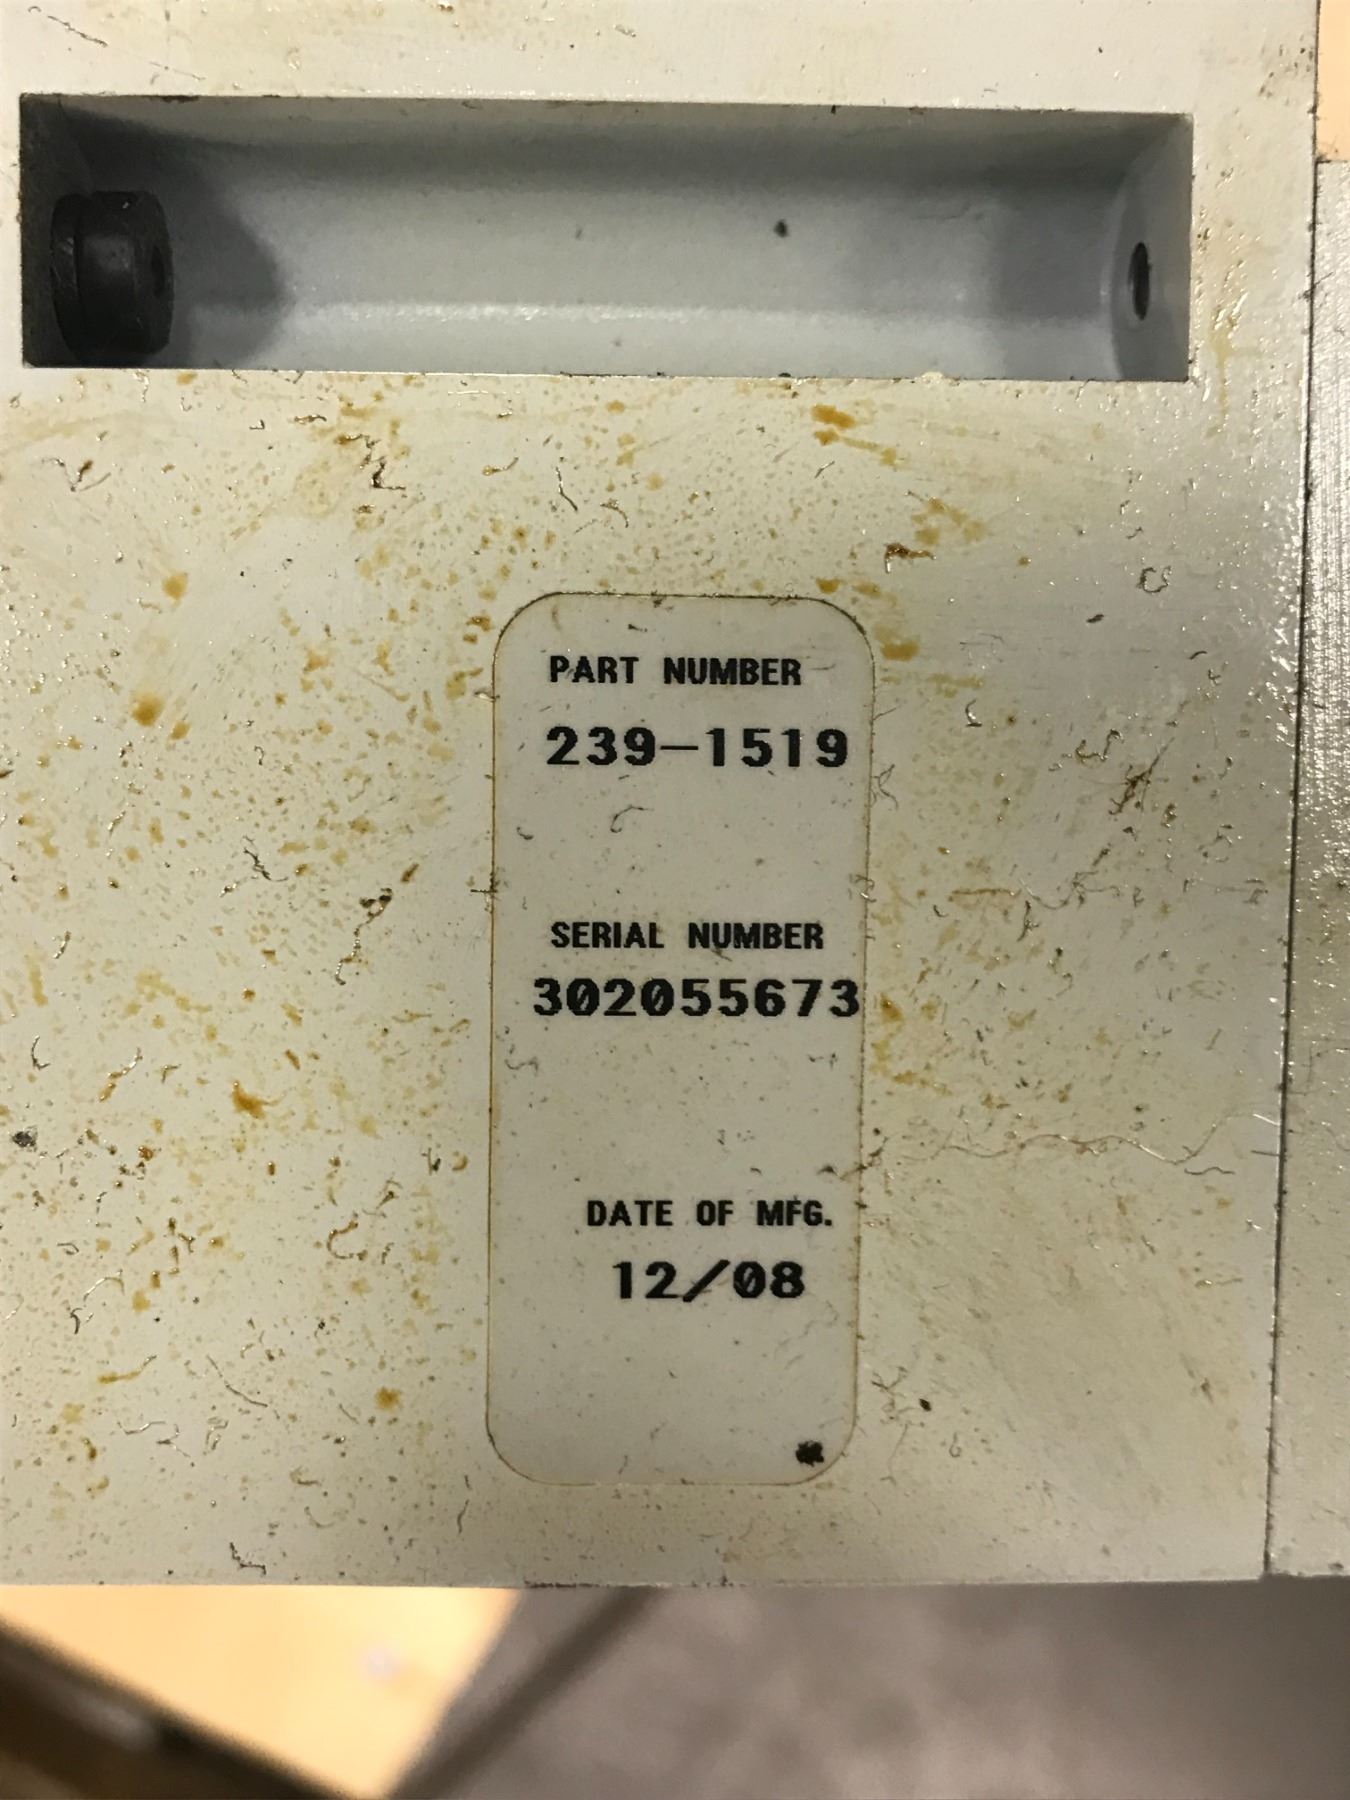 PART NUMBER
239-1519
SERIAL NUMBER
302055673
DATE OF MFG.
12/08